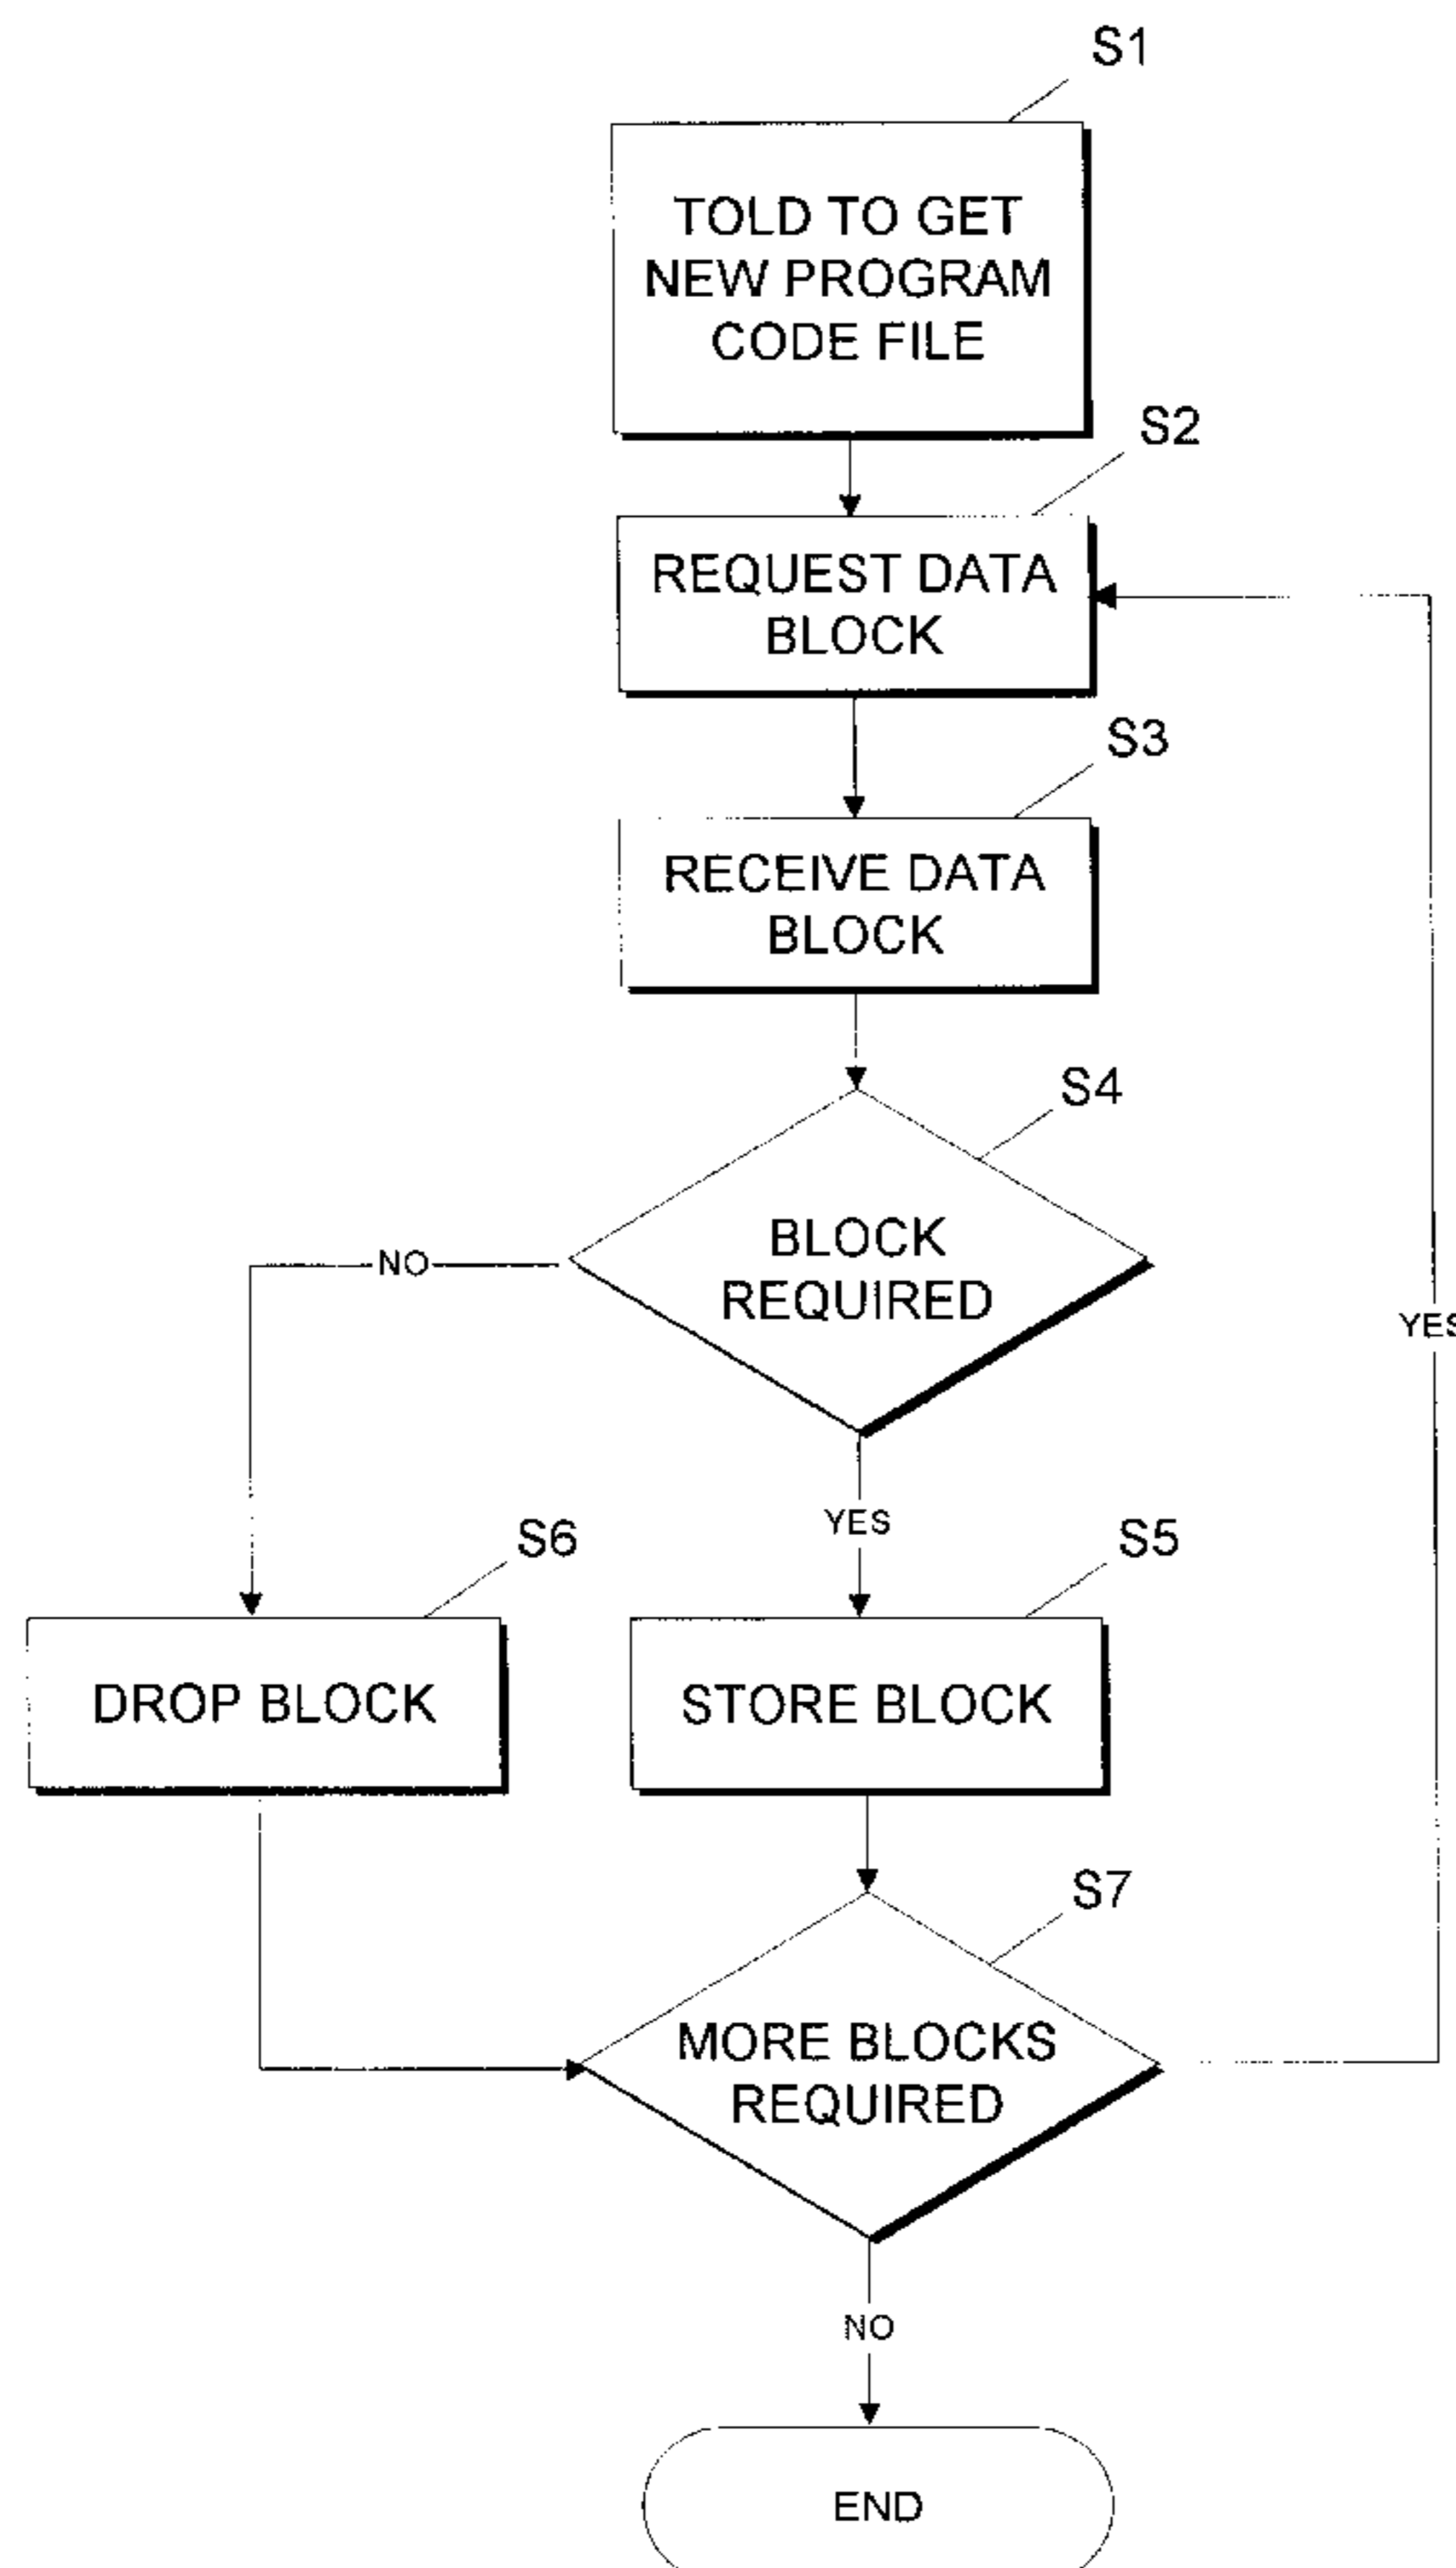 S1
TOLD TO GET
NEW PROGRAM
CODE FILE
S2
REQUEST DATA
BLOCK
S3
RECEIVE DATA
BLOCK
S4
BLOCK
REQUIRED
NO
YES
YES
S6
S5
DROP BLOCK
STORE BLOCK
S7
MORE BLOCKS
REQUIRED
NO
END